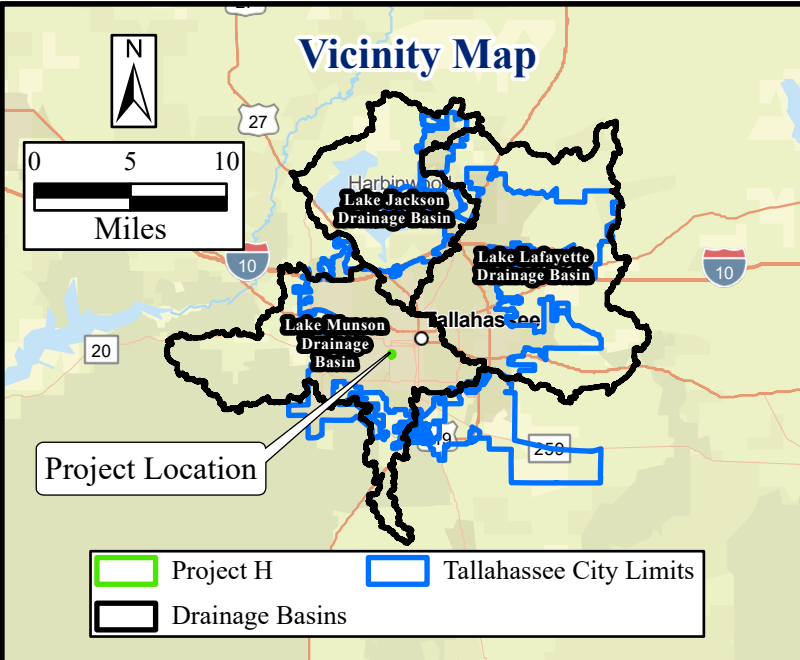 27
Vicinity Map
N
27
0 5 10
Miles
Harbinwood
Lake Jackson
Drainage Basin
Lake Lafayette
Drainage Basin
10
10
Tallahassee
Lake Munson
Drainage
Basin
20
Project Location
259
Project H
Tallahassee City Limits
Drainage Basins